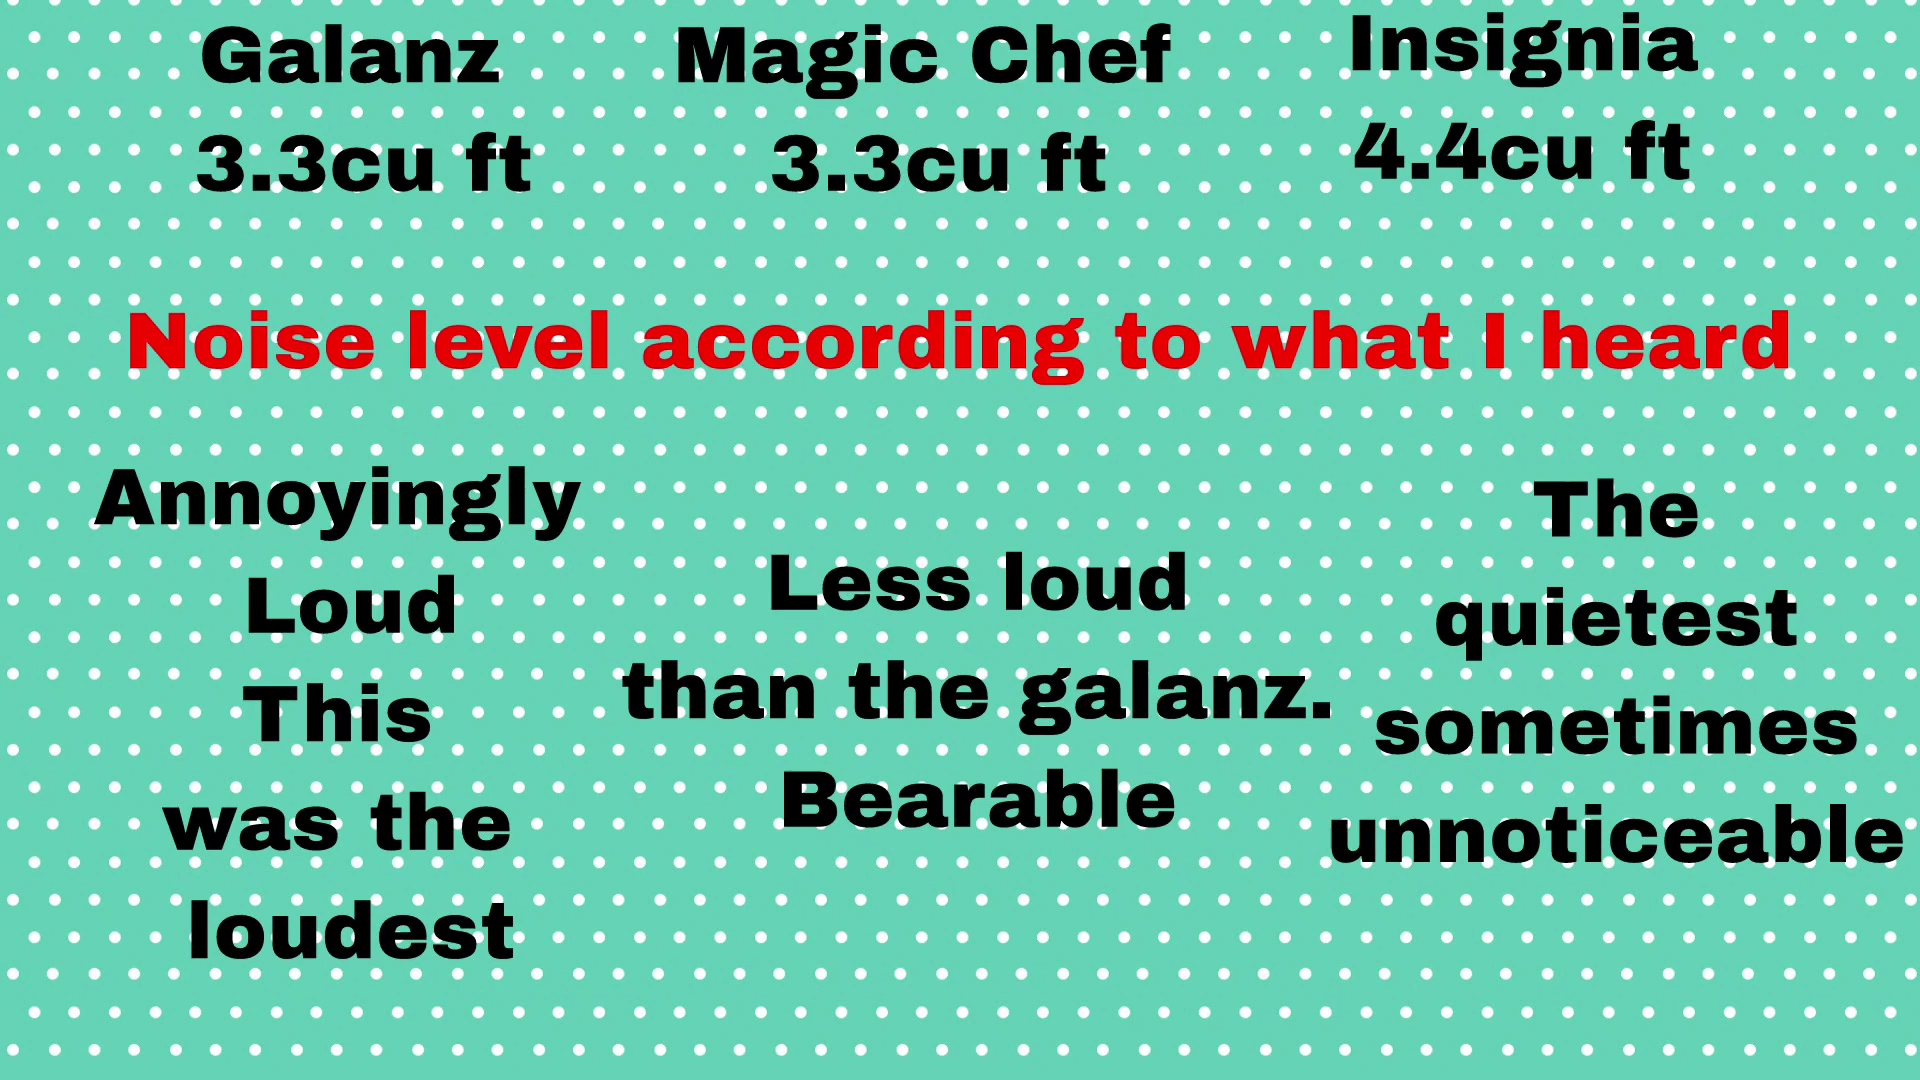 Galanz
3.3cu ft
Magic Chef
3.3cu ft
Insignia
4.4cu ft
Noise level according to what I heard
Annoyingly
Loud
This
was the
loudest
Less loud
than the galanz.
Bearable
The
quietest
sometimes
unnoticeable